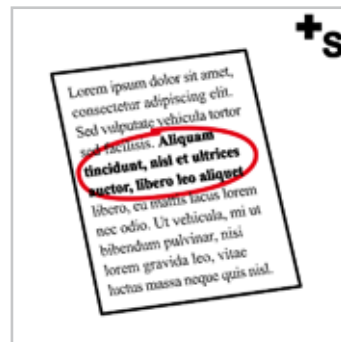 +s
Lorem ipsum dolor sit amet,
consectetur adipiscing elit.
Sed vulputate vehicula tortor
sed facilisis. Aliquam
tincidunt, nisl et ultrices
auctor, libero leo aliquet
libero, eu mattis lacus lorem
nec odio. Ut vehicula, mi ut
bibendum pulvinar, nisi
lorem gravida leo, vitae
luctus massa neque quis nisl.